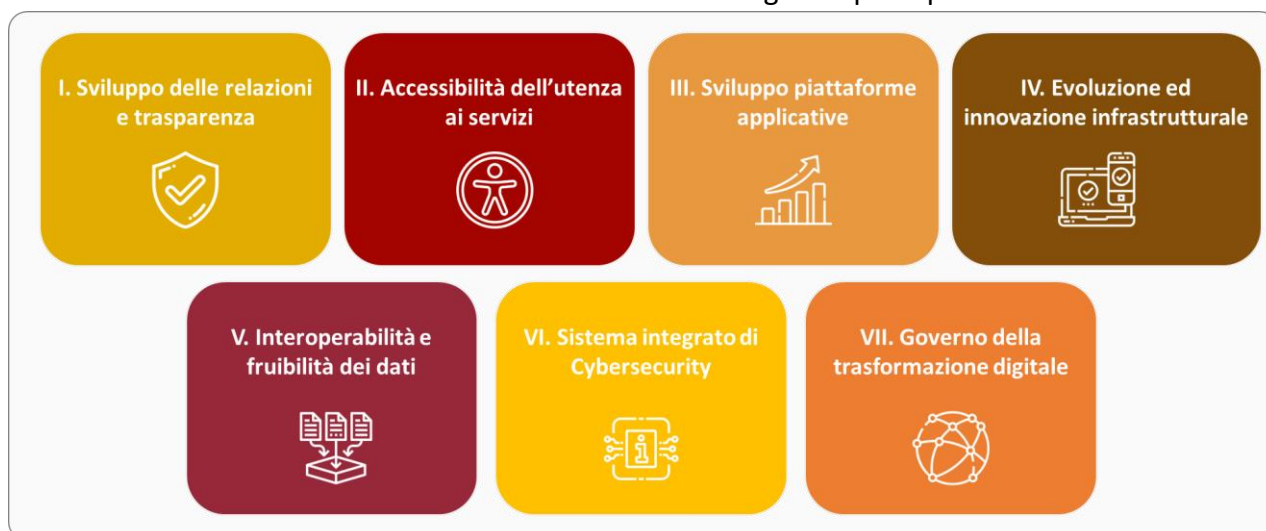 I. Sviluppo delle relazioni
e trasparenza
II. Accessibilità dell'utenza
ai servizi
III. Sviluppo piattaforme
applicative
IV. Evoluzione ed
innovazione infrastrutturale
V. Interoperabilità e
fruibilità dei dati
VI. Sistema integrato di
Cybersecurity
VII. Governo della
trasformazione digitale